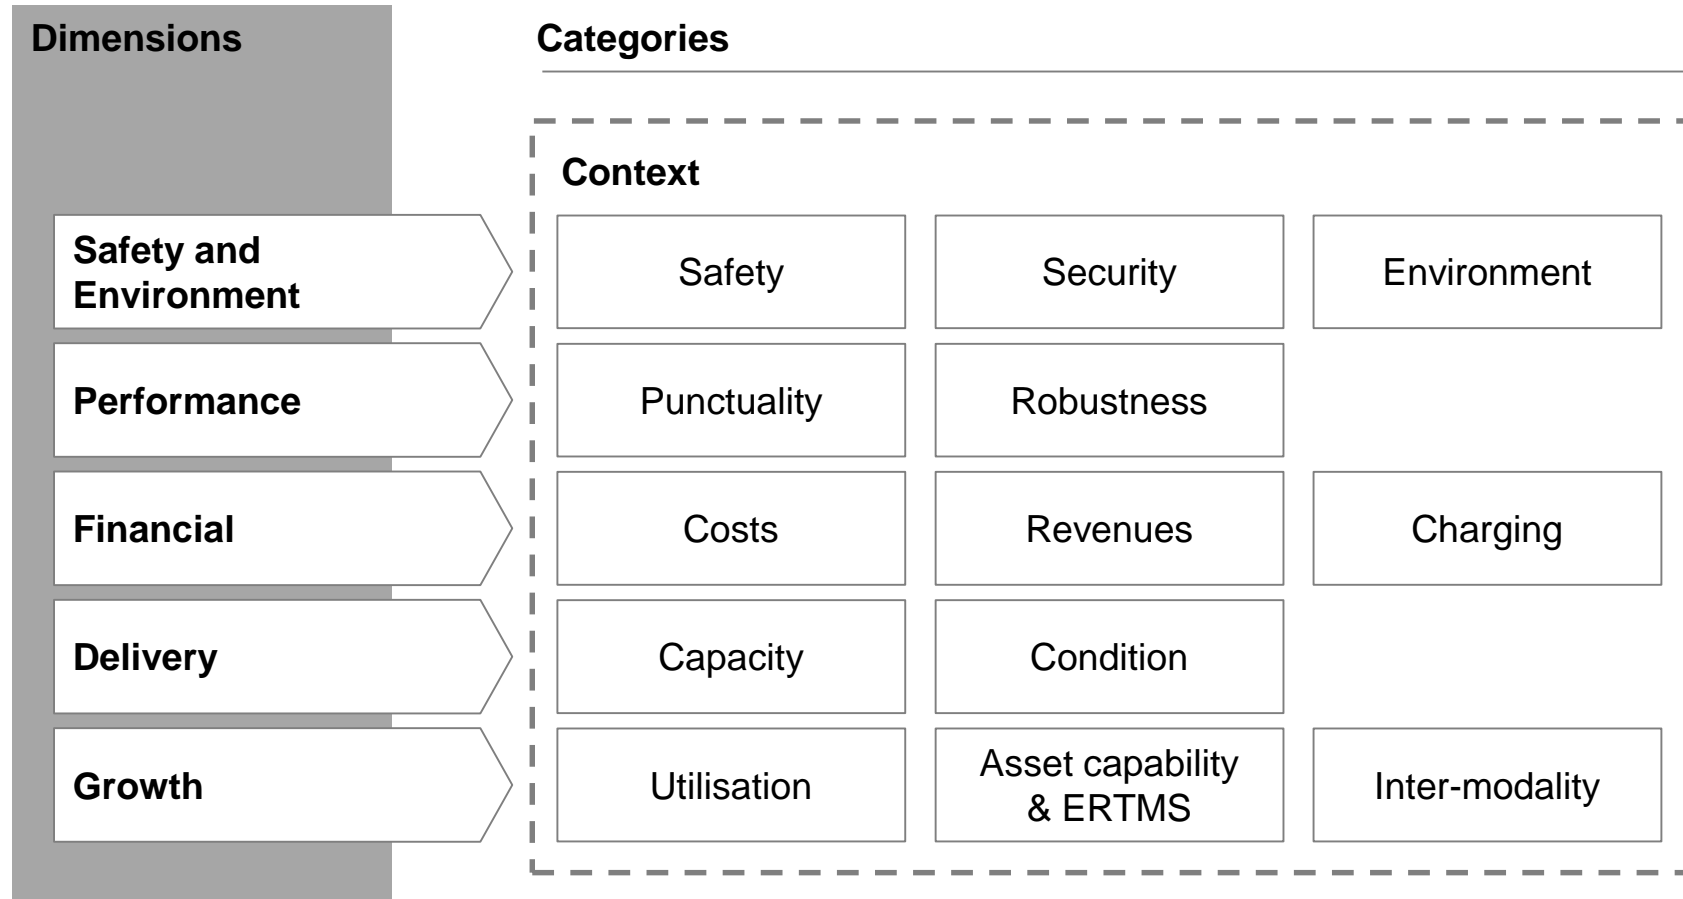 Dimensions
Categories
Context
Safety and
Environment
Safety
Security
Environment
Performance
Punctuality
Robustness
Financial
Costs
Revenues
Charging
Delivery
Capacity
Condition
Growth
Utilisation
Asset capability
& ERTMS
Inter-modality